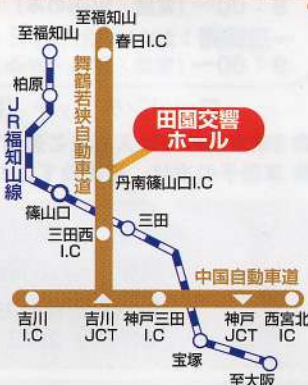 至福知山
至福知山
春日I.C
柏原
舞鶴若狭自動車道
JR福知山線
田園交響
ホール
丹南篠山口I.C
篠山口
三田
三田西
I.C
中国自動車道
吉川
I.C
吉川
JCT
神戸三田
I.C
神戸
JCT
西宮北
IC
宝塚
至大阪